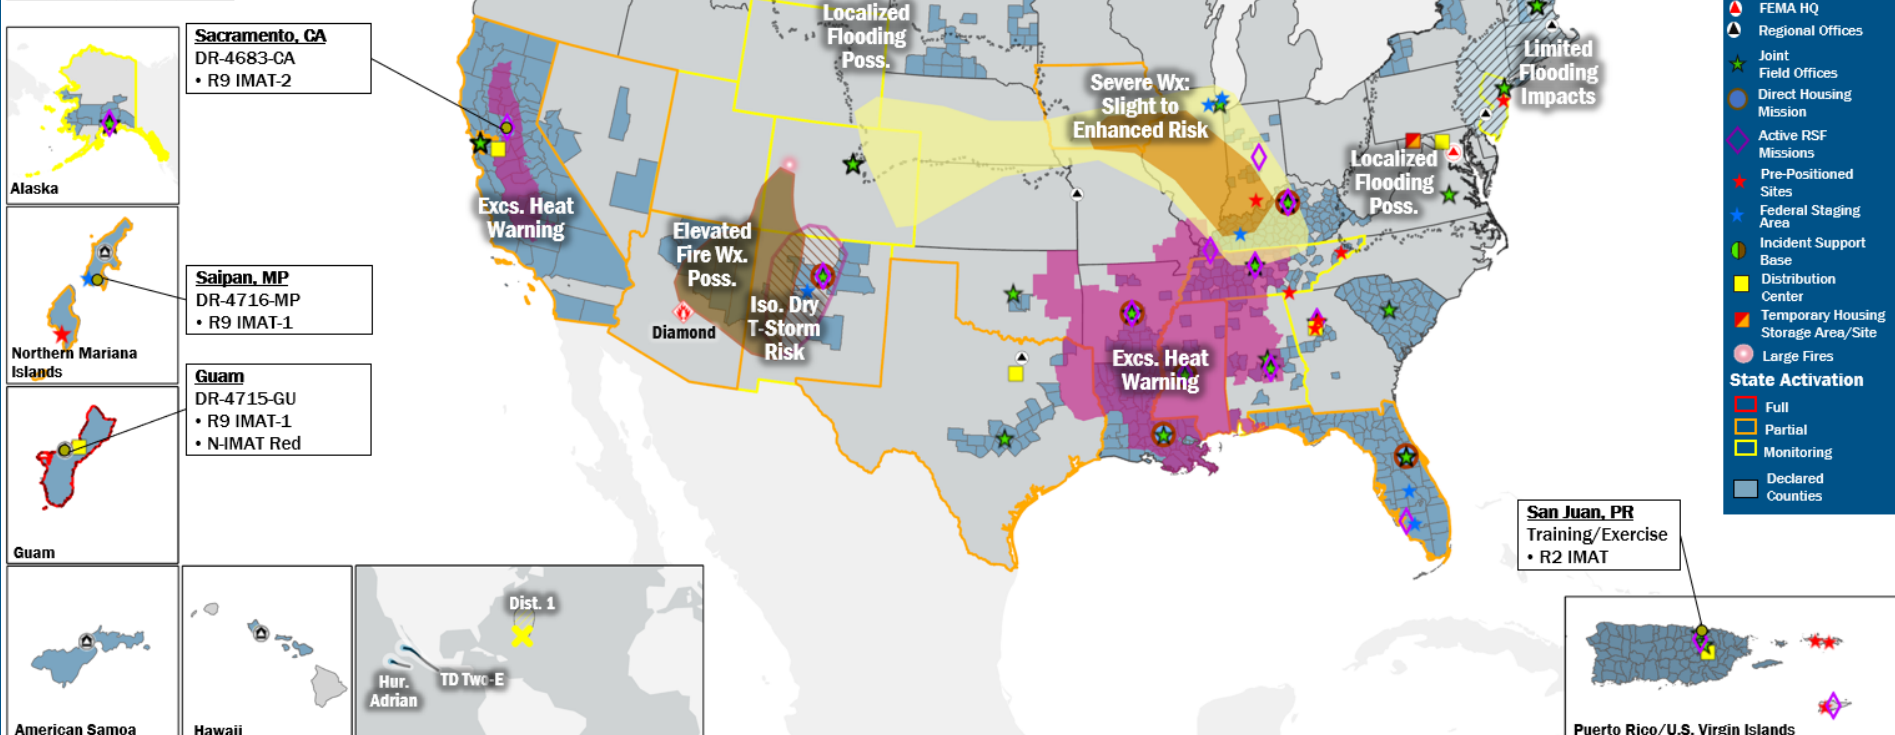 Sacramento, CA
DR-4683-CA
• R9 IMAT-2
Alaska
Saipan, MP
DR-4716-MP
• R9 IMAT-1
Northern Mariana
Islands
Guam
DR-4715-GU
• R9 IMAT-1
• N-IMAT Red
Guam
American Samoa
Hawaii
Dist. 1
Hur.
Adrian
TD Two-E
Localized
Flooding
Poss.
Severe Wx:
Slight to
Enhanced Risk
Limited
Flooding
Impacts
Localized
Flooding
Poss.
Excs. Heat
Warning
Elevated
Fire Wx.
Poss.
Iso. Dry
T-Storm
Risk
Diamond
Excs. Heat
Warning
San Juan, PR
Training/Exercise
• R2 IMAT
Puerto Rico/U.S. Virgin Islands
FEMA HQ
Regional Offices
Joint
Field Offices
Direct Housing
Mission
Active RSF
Missions
Pre-Positioned
Sites
Federal Staging
Area
Incident Support
Base
Distribution
Center
Temporary Housing
Storage Area/Site
Large Fires
State Activation
Full
Partial
Monitoring
Declared
Counties